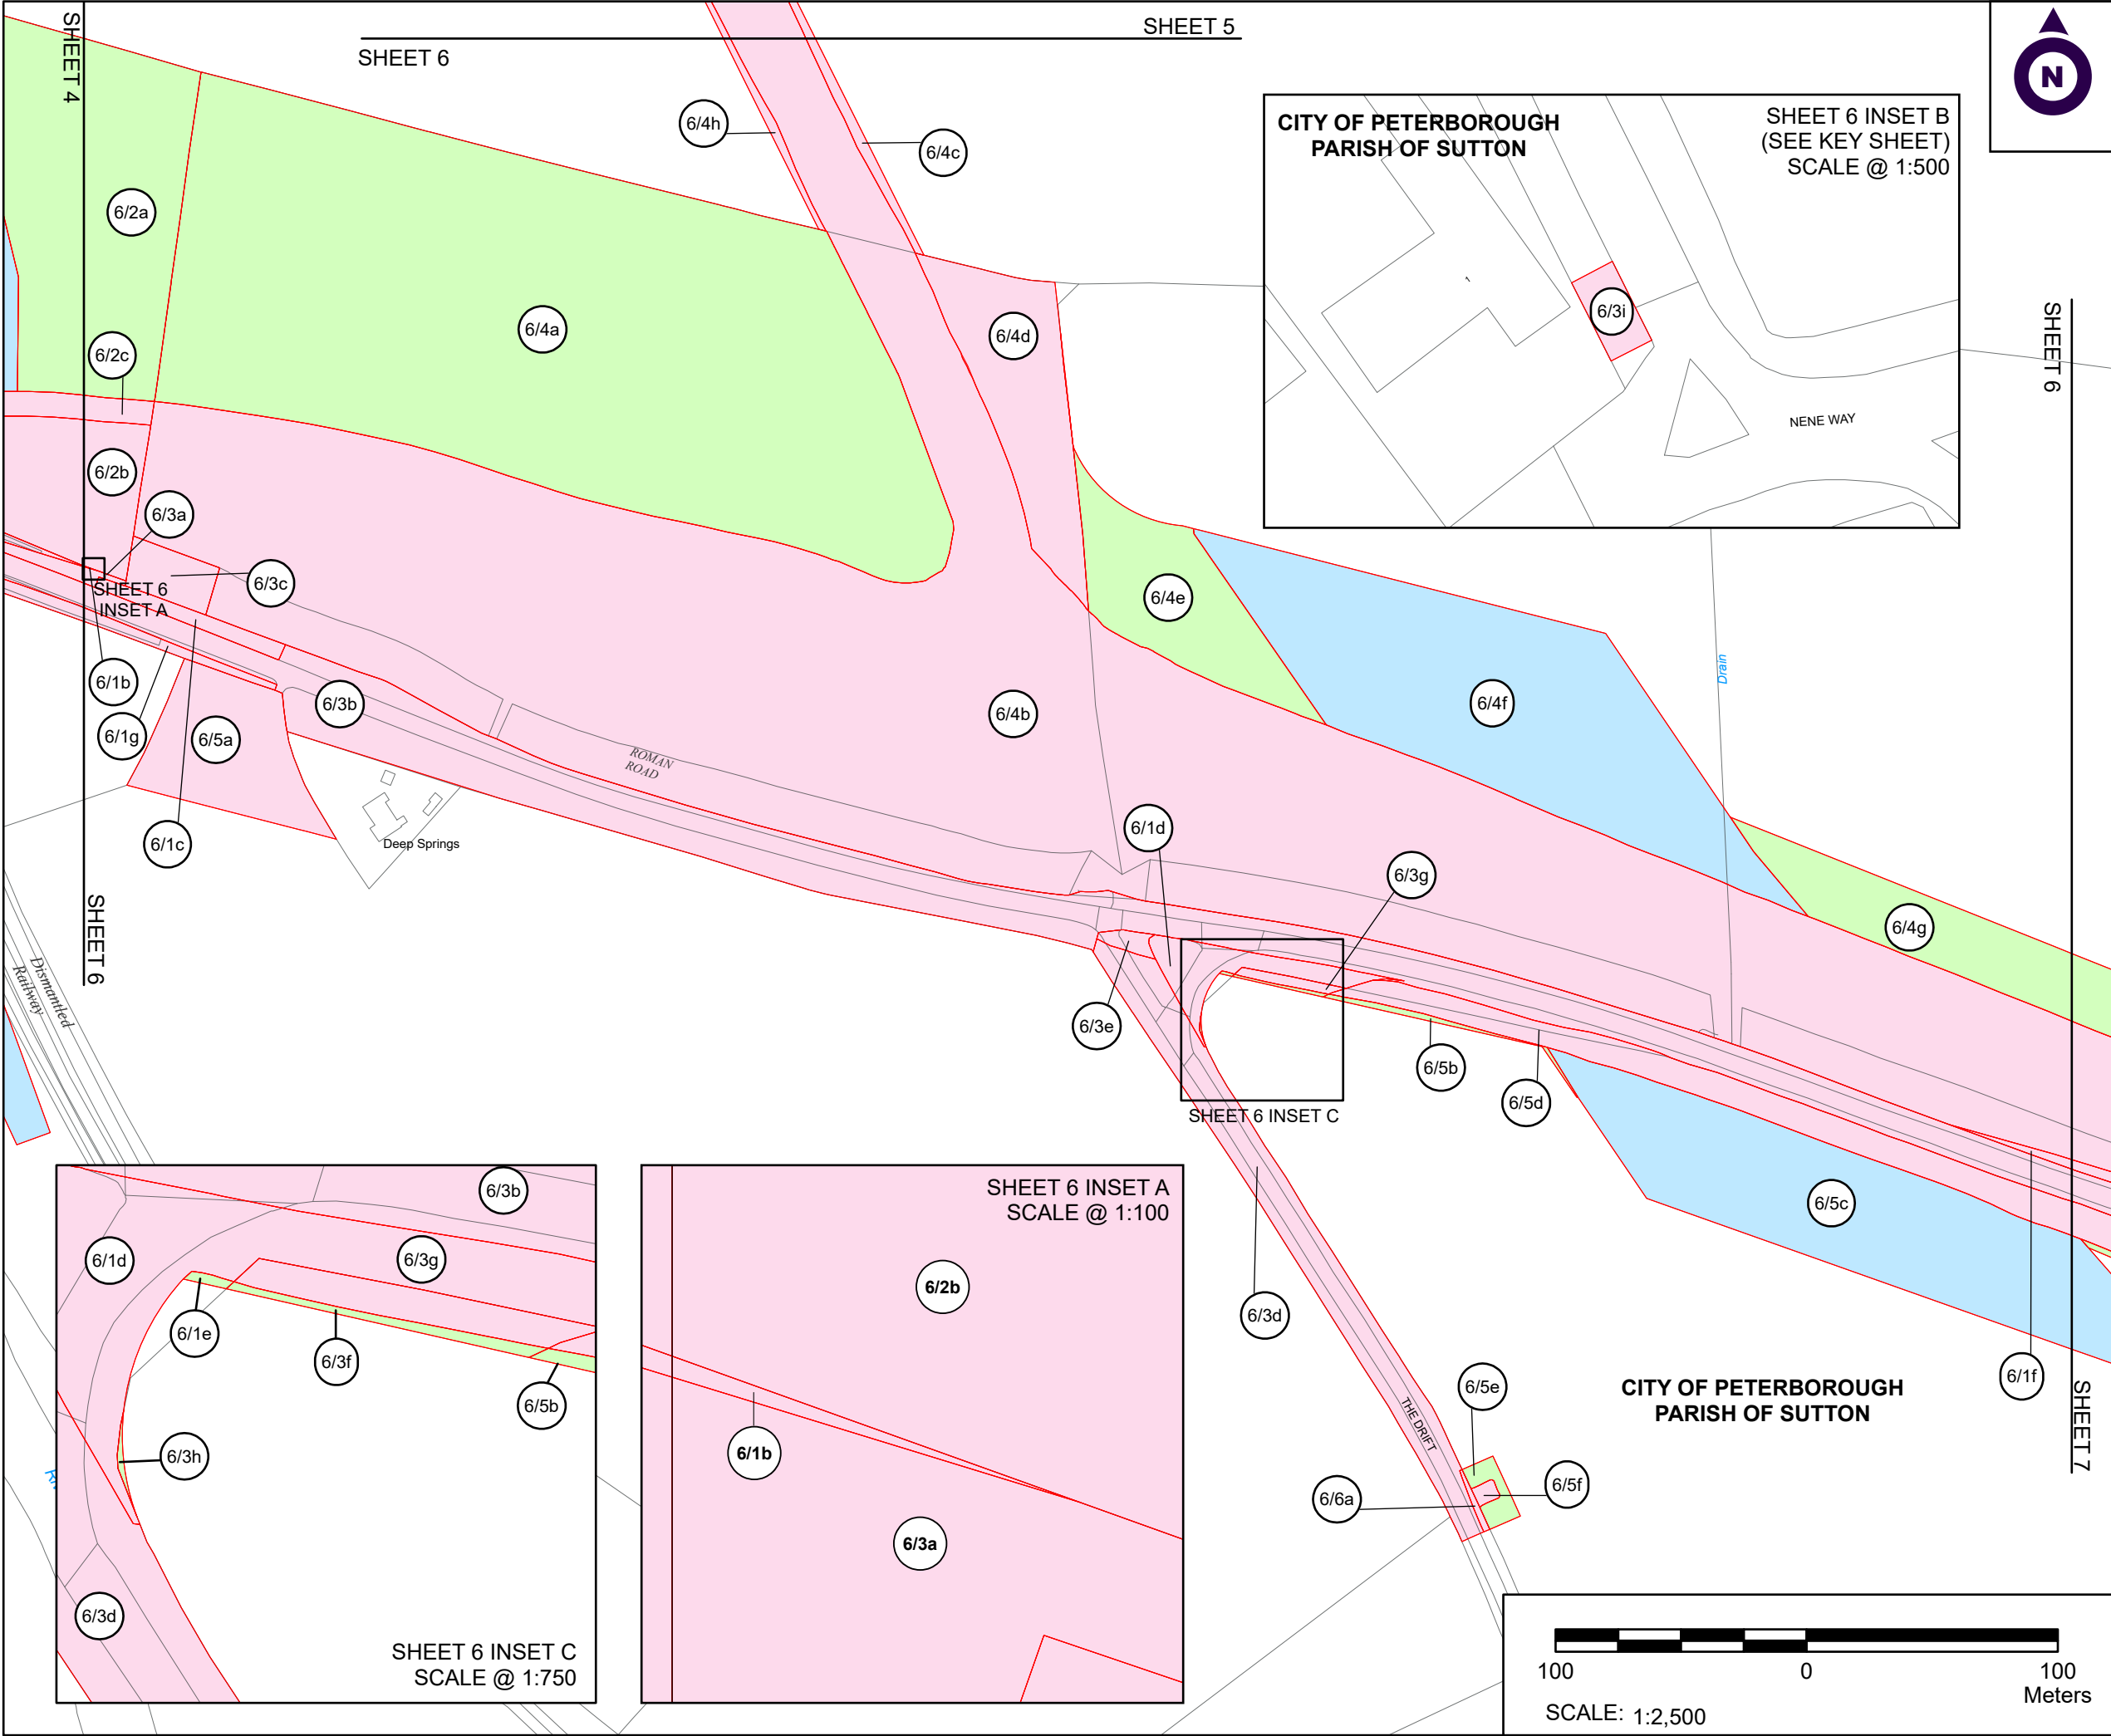 SHEET 4
SHEET 5
SHEET 6
N
6/4h
6/4c
CITY OF PETERBOROUGH
PARISH OF SUTTON
SHEET 6 INSET B
(SEE KEY SHEET)
SCALE @ 1:500
6/2a
6/3i
1
NENE WAY
6/4a
6/4d
6/2c
SHEET 6
6/2b
6/3a
6/3c
SHEET 6
INSET A
6/4e
Drain
6/1b
6/3b
6/4f
6/4b
6/1g
6/5a
ROMAN
ROAD
6/1c
Deep Springs
6/1d
6/3g
SHEET 6
6/4g
Dismantled
Railway
6/3e
6/5b
6/5d
SHEET 6 INSET C
6/5c
6/3b
6/1d
6/3g
6/1e
6/3f
6/5b
6/3h
6/3d
SHEET 6 INSET C
SCALE @ 1:750
SHEET 6 INSET A
SCALE @ 1:100
6/2b
6/1b
6/3a
6/3d
6/1f
6/5e
CITY OF PETERBOROUGH
PARISH OF SUTTON
SHEET 7
THE DRIFT
6/6a
6/5f
100
0
100
Meters
SCALE: 1:2,500